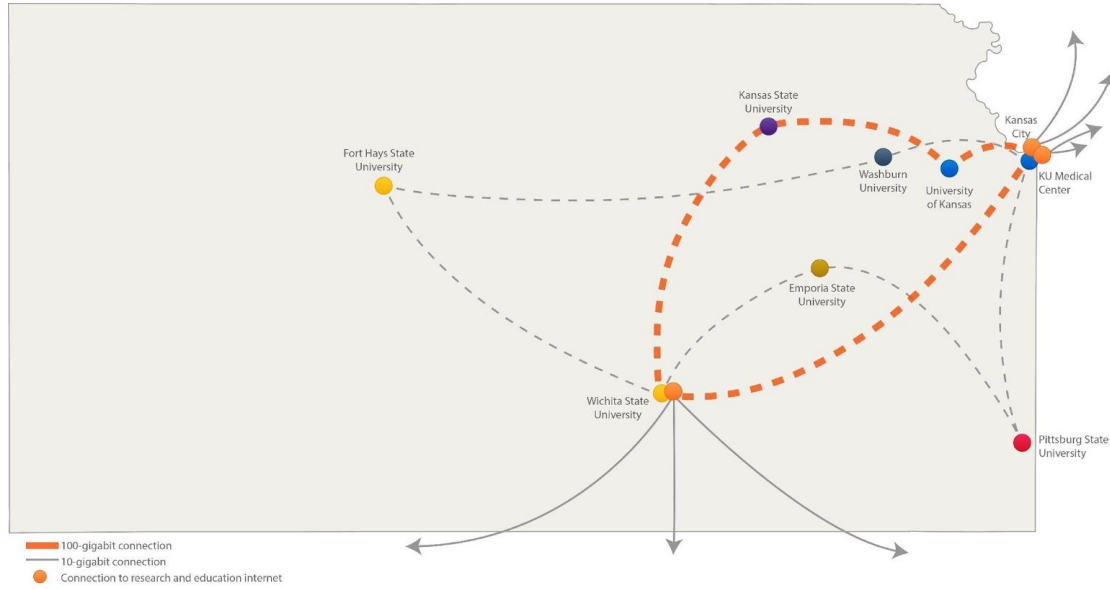 Kansas State
University
Kansas
City
Fort Hays State
University
Washburn
University
University
of Kansas
KU Medical
Center
Emporia State
University
Wichita State
University
Pittsburg State
University
100-gigabit connection
10-gigabit connection
Connection to research and education internet